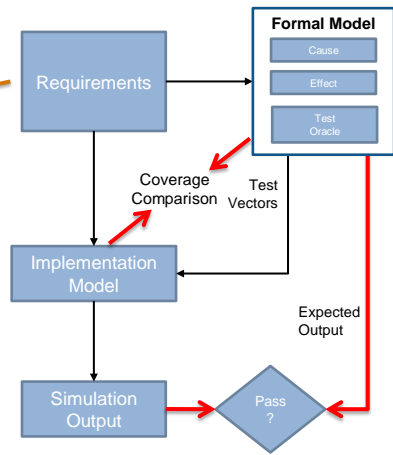 Formal Model
Cause
Effect
Test
Oracle
Requirements
Coverage
Comparison
Test
Vectors
Implementation
Model
Expected
Output
Simulation
Output
Pass
?